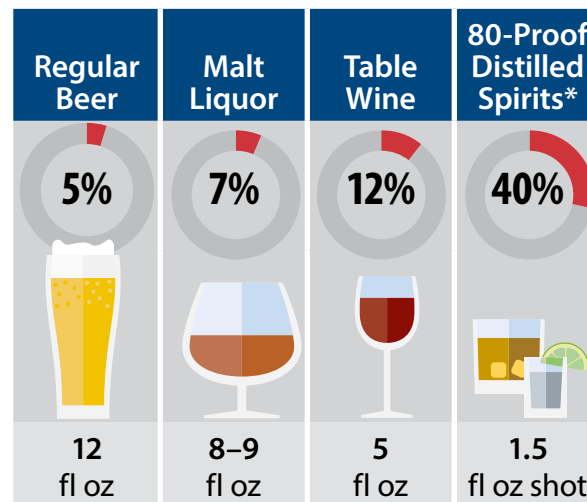 Regular
Beer
Malt
Liquor
Table
Wine
80-Proof
Distilled
Spirits*
5%
7%
12%
40%
12
fl oz
8–9
fl oz
5
fl oz
1.5
fl oz shot